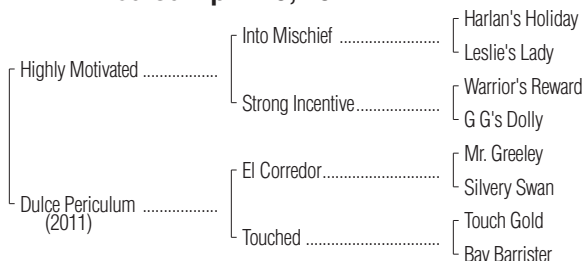 Harlan's Holiday
Into Mischief
Leslie's Lady
Highly Motivated
Warrior's Reward
Strong Incentive
G G's Dolly
Mr. Greeley
El Corredor
Silvery Swan
Dulce Periculum
(2011)
Touch Gold
Touched
Bay Barrister